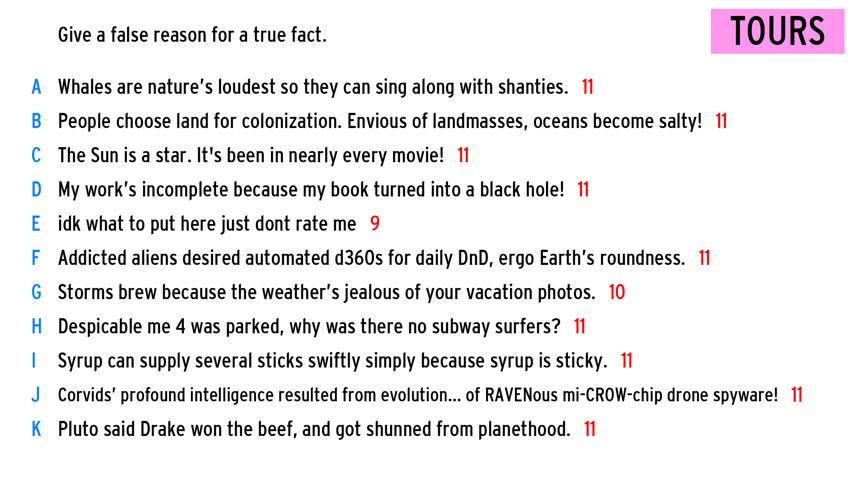 Give a false reason for a true fact.
TOURS
A Whales are nature's loudest so they can sing along with shanties. 11
B People choose land for colonization. Envious of landmasses, oceans become salty! 11
C The Sun is a star. It's been in nearly every movie! 11
D My work's incomplete because my book turned into a black hole! 11
E idk what to put here just dont rate me 9
F Addicted aliens desired automated d360s for daily DnD, ergo Earth's roundness. 11
G Storms brew because the weather's jealous of your vacation photos. 10
H Despicable me 4 was parked, why was there no subway surfers? 11
I Syrup can supply several sticks swiftly simply because syrup is sticky. 11
J Corvids' profound intelligence resulted from evolution... of RAVENous mi-CROW-chip drone spyware! 11
K Pluto said Drake won the beef, and got shunned from planethood. 11